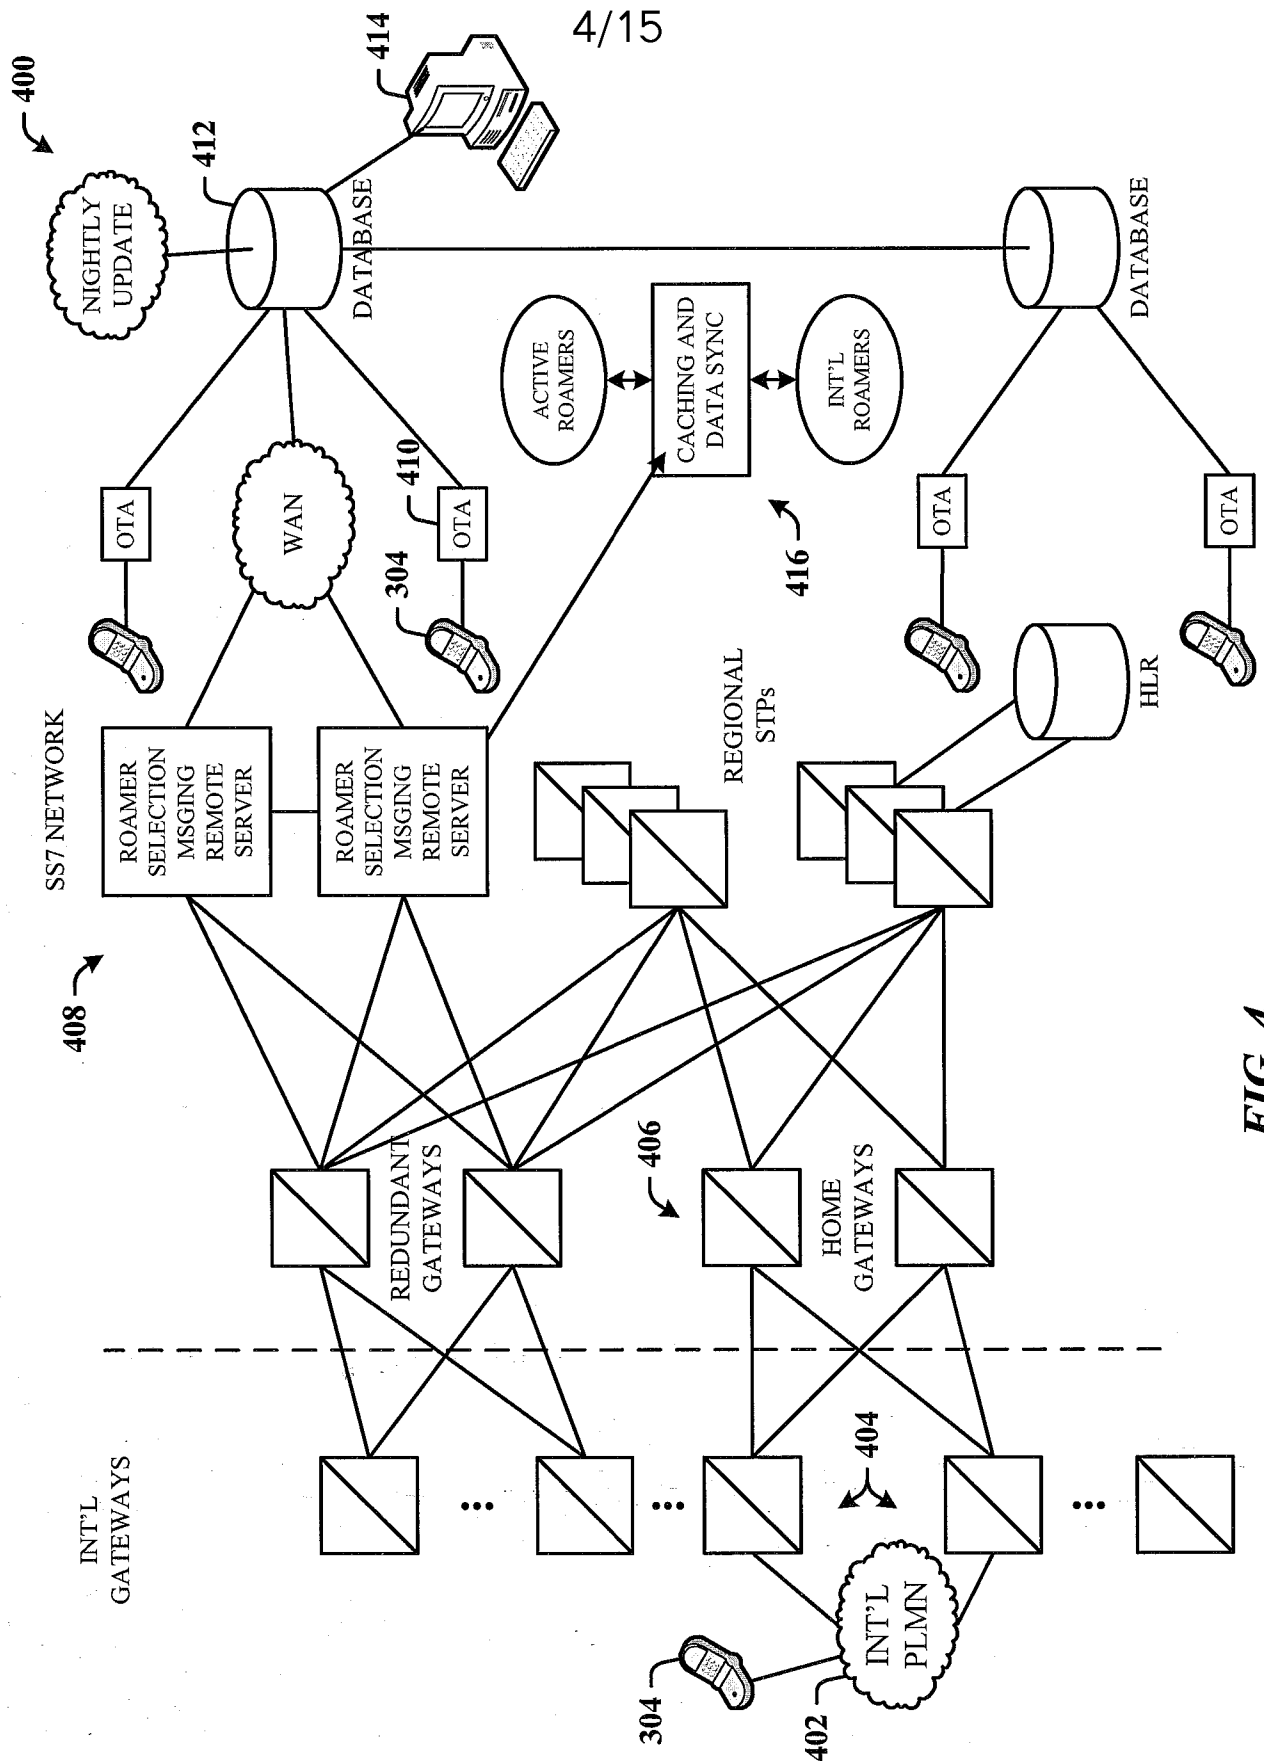 4/15
400
NIGHTLY
UPDATE
412
DATABASE
414
OTA
WAN
410
OTA
304
ACTIVE
ROAMERS
CACHING AND
DATA SYNC
INT'L
ROAMERS
416
DATABASE
OTA
OTA
SS7 NETWORK
ROAMER
SELECTION
MSGING
REMOTE
SERVER
ROAMER
SELECTION
MSGING
REMOTE
SERVER
408
REGIONAL
STPs
HLR
REDUNDANT
GATEWAYS
406
HOME
GATEWAYS
INT'L
GATEWAYS
404
INT'L
PLMN
304
402
FIG. 4